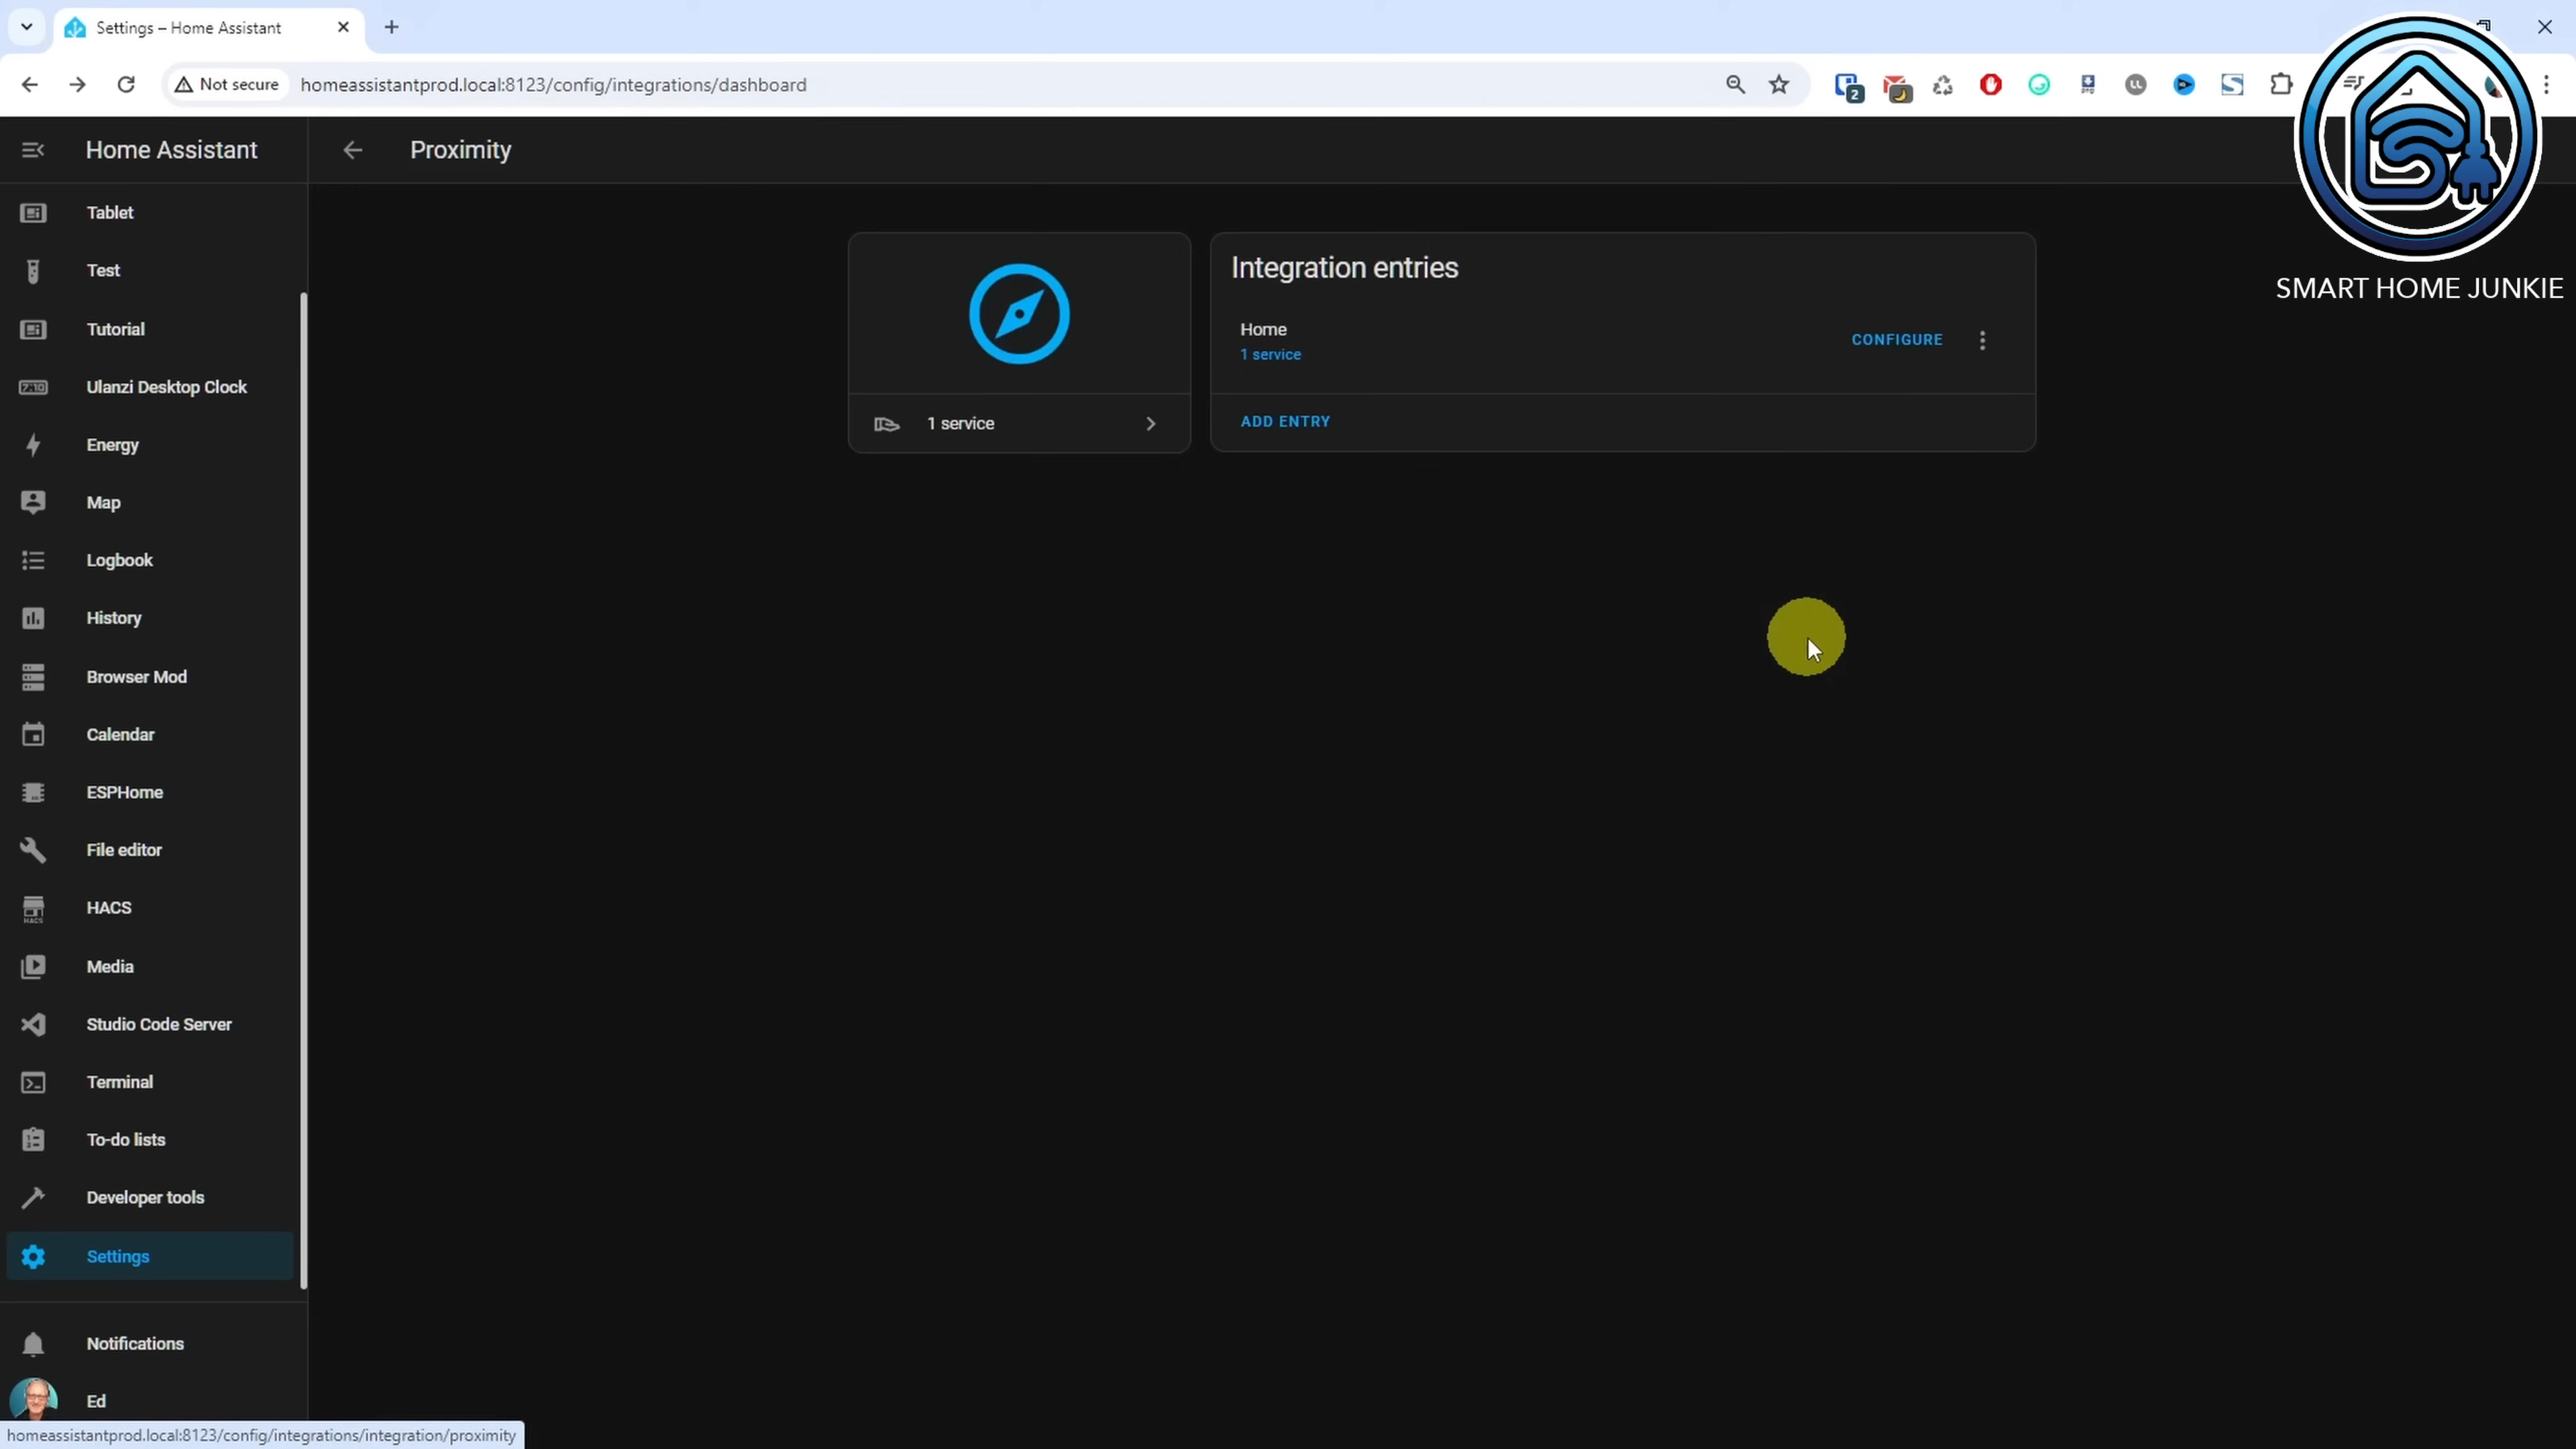 Settings – Home Assistant
Not secure
homeassistantprod.local:8123/config/integrations/dashboard
2
SMART HOME JUNKIE
Home Assistant
Proximity
Tablet
Test
Tutorial
Ulanzi Desktop Clock
Energy
Map
Logbook
History
Browser Mod
Calendar
ESPHome
File editor
HACS
HACS
Media
Studio Code Server
Terminal
To-do lists
Developer tools
Settings
Notifications
Ed
1 service
Integration entries
Home
1 service
CONFIGURE
ADD ENTRY
homeassistantprod.local:8123/config/integrations/integration/proximity